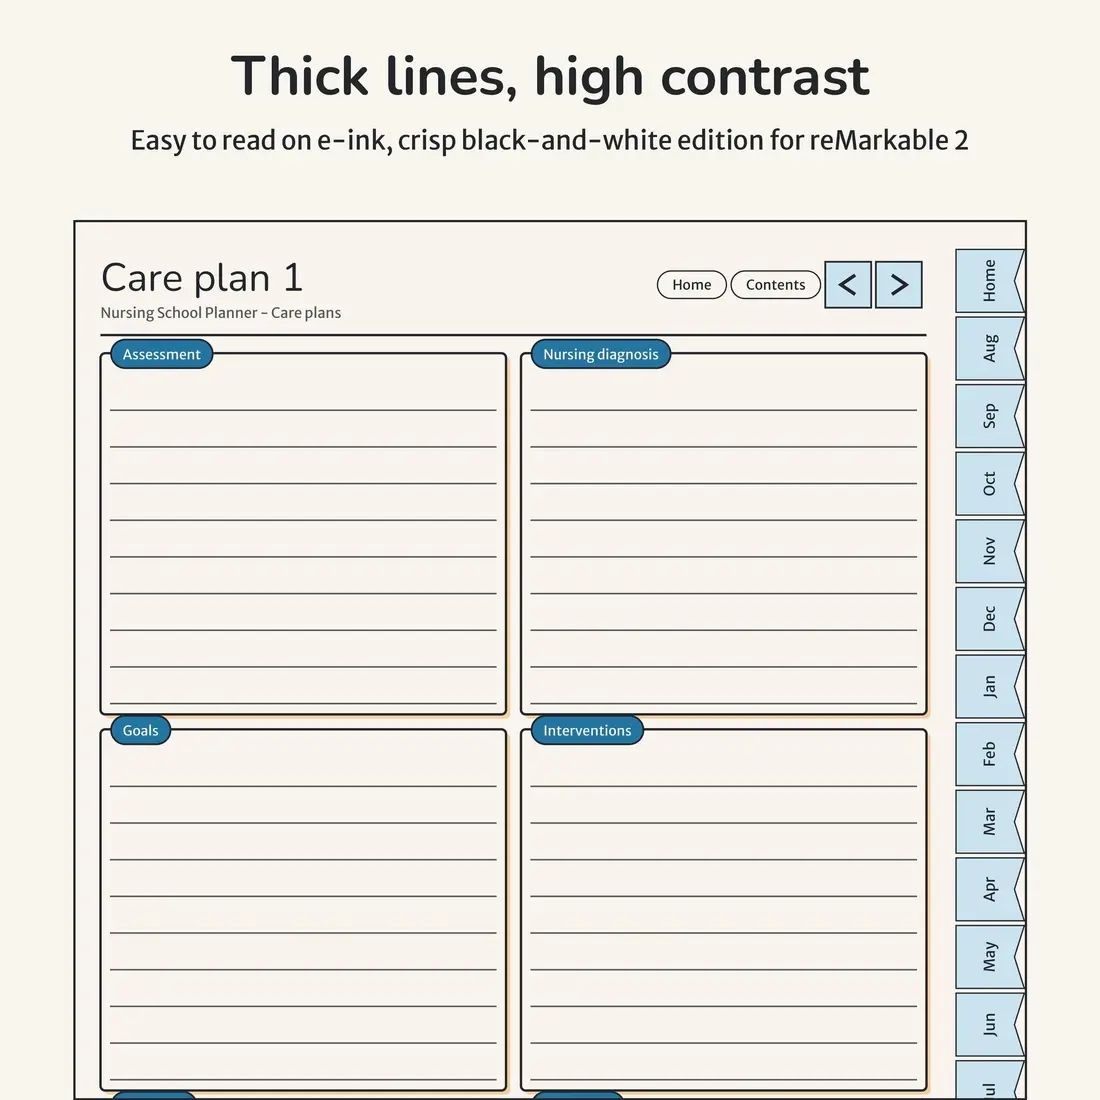 Thick lines, high contrast
Easy to read on e-ink, crisp black-and-white edition for reMarkable 2
Care plan 1
Nursing School Planner - Care plans
Home
Contents
<
>
Assessment
Nursing diagnosis
Goals
Interventions
Home
Aug
Sep
Oct
Nov
Dec
Jan
Feb
Mar
Apr
May
Jun
ul